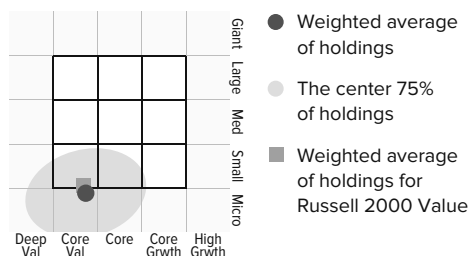 Giant
Large
Med
Small
Micro
Deep
Val
Core
Val
Core
Core
Grwth
High
Grwth
Weighted average
of holdings
The center 75%
of holdings
Weighted average
of holdings for
Russell 2000 Value